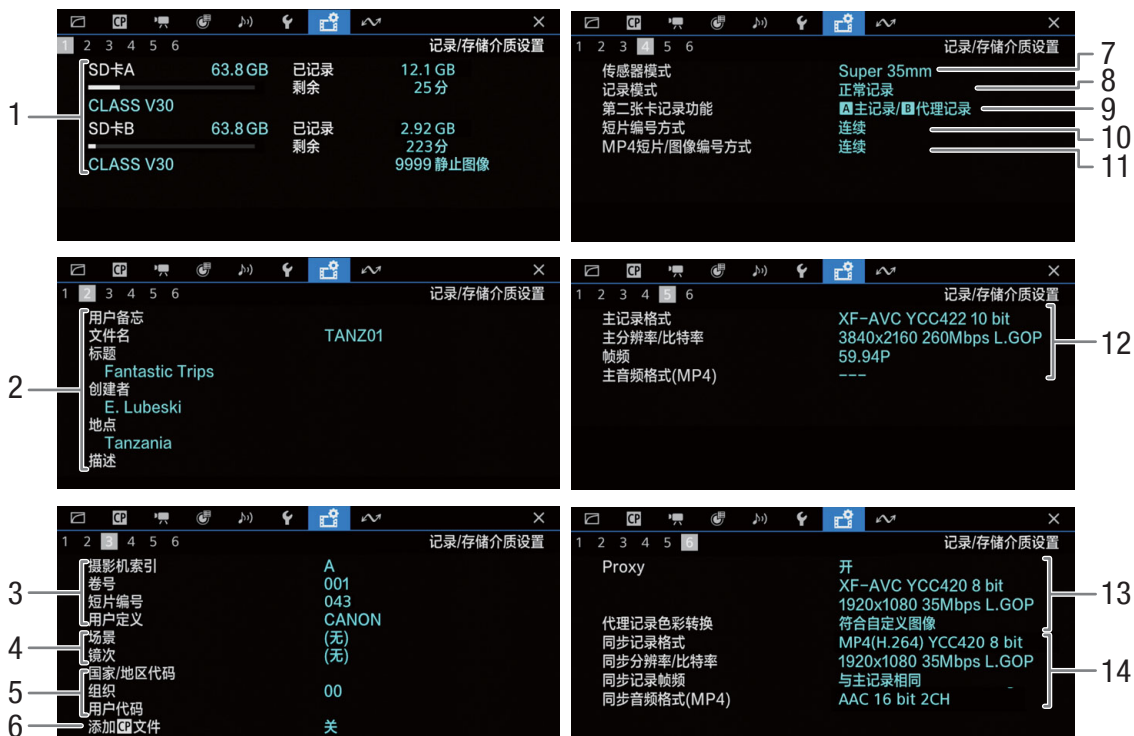 1 2 3 4 5 6
记录/存储介质设置
SD卡A 63.8 GB 已记录 12.1 GB
剩余 25分
CLASS V30
SD卡B 63.8 GB 已记录 2.92 GB
剩余 223分
CLASS V30 9999 静止图像
1
CP
1 2 3 4 5 6
记录/存储介质设置
用户备忘
文件名 TANZ01
标题
Fantastic Trips
创建者
E. Lubeski
地点
Tanzania
描述
2
CP
1 2 3 4 5 6
记录/存储介质设置
摄影机索引 A
卷号 001
短片编号 043
用户定义 CANON
场景 (无)
镜次 (无)
国家/地区代码
组织 00
用户代码
添加CP文件 关
3
4
5
6
CP
1 2 3 4 5 6
记录/存储介质设置
传感器模式 Super 35mm
记录模式 正常记录
第二张卡记录功能 A主记录/B代理记录
短片编号方式 连续
MP4短片/图像编号方式 连续
7
8
9
10
11
CP
1 2 3 4 5 6
记录/存储介质设置
主记录格式 XF-AVC YCC422 10 bit
主分辨率/比特率 3840x2160 260Mbps L.GOP
帧频 59.94P
主音频格式(MP4) ---
12
CP
1 2 3 4 5 6
记录/存储介质设置
Proxy 开
XF-AVC YCC420 8 bit
1920x1080 35Mbps L.GOP
代理记录色彩转换 符合自定义图像
同步记录格式 MP4(H.264) YCC420 8 bit
同步分辨率/比特率 1920x1080 35Mbps L.GOP
同步记录帧频 与主记录相同
同步音频格式(MP4) AAC 16 bit 2CH
13
14
CP